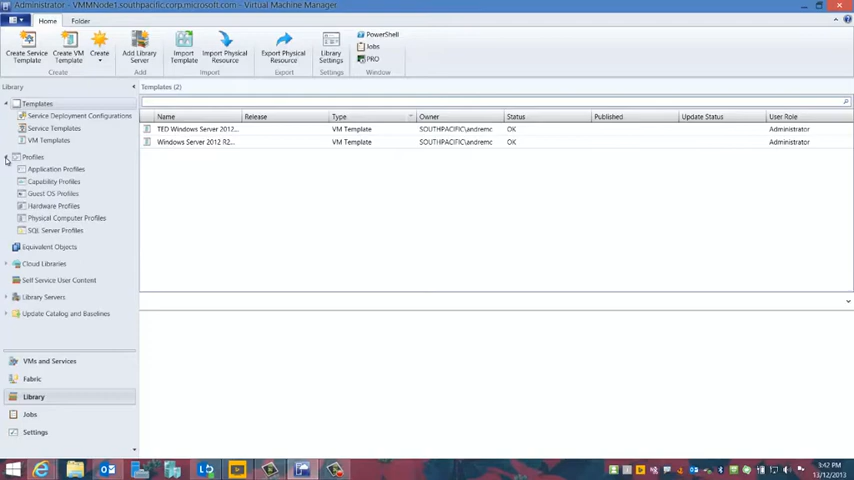 Administrator - VMMNode1.southpacific.corp.microsoft.com - Virtual Machine Manager
Home Folder
Create Service Template
Create VM Template
Create
Add Library Server
Import Template
Import Physical Resource
Export Physical Resource
Library Settings
PowerShell
Jobs
PRO
Create Add Import Export Settings Window
Library
Templates (2)
Templates
Service Deployment Configurations
Service Templates
VM Templates
Profiles
Application Profiles
Capability Profiles
Guest OS Profiles
Hardware Profiles
Physical Computer Profiles
SQL Server Profiles
Equivalent Objects
Cloud Libraries
Self Service User Content
Library Servers
Update Catalog and Baselines
VMs and Services
Fabric
Library
Jobs
Settings
Name Release Type Owner Status Published Update Status User Role
TED Windows Server 2012... VM Template SOUTHPACIFIC\andremc OK Administrator
Windows Server 2012 R2... VM Template SOUTHPACIFIC\andremc OK Administrator
3:42 PM
13/12/2013